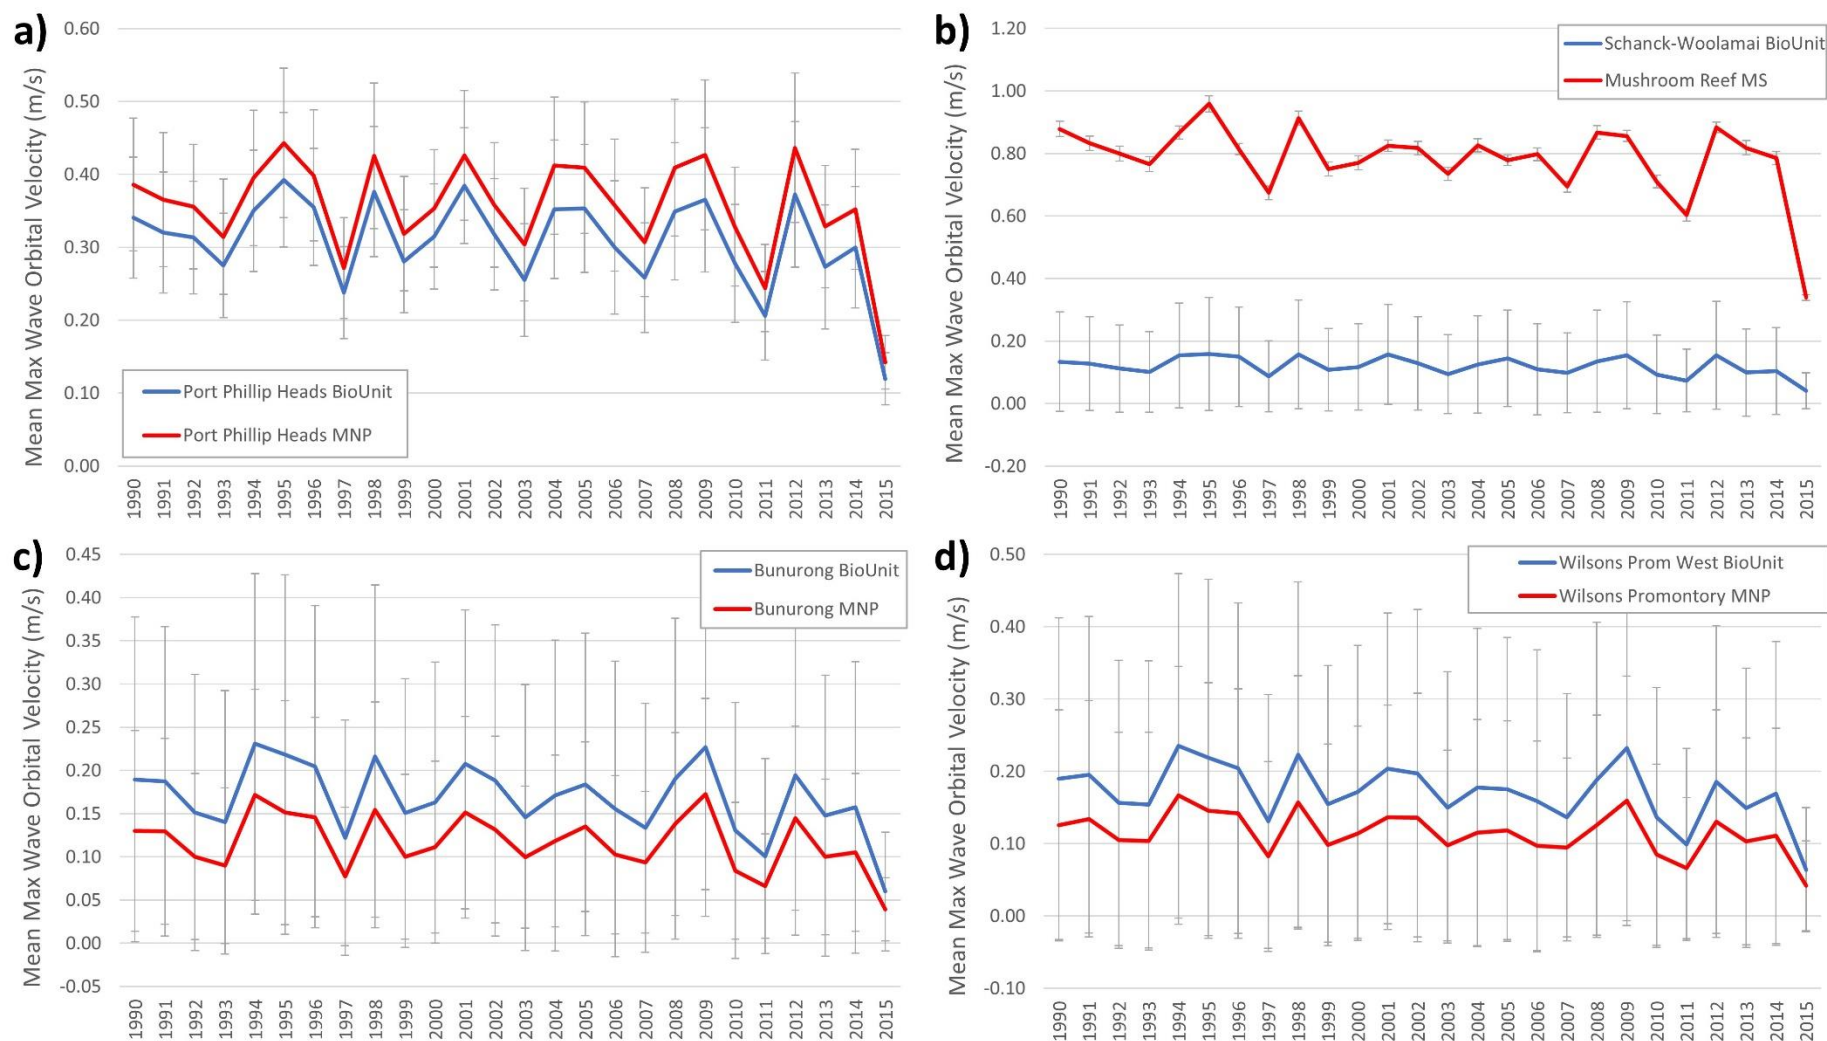 a)
Mean Max Wave Orbital Velocity (m/s)
0.60
0.50
0.40
0.30
0.20
0.10
0.00
Port Phillip Heads BioUnit
Port Phillip Heads MNP
1990 1991 1992 1993 1994 1995 1996 1997 1998 1999 2000 2001 2002 2003 2004 2005 2006 2007 2008 2009 2010 2011 2012 2013 2014 2015
b)
Mean Max Wave Orbital Velocity (m/s)
1.20
1.00
0.80
0.60
0.40
0.20
0.00
-0.20
Schanck-Woolamai BioUnit
Mushroom Reef MS
1990 1991 1992 1993 1994 1995 1996 1997 1998 1999 2000 2001 2002 2003 2004 2005 2006 2007 2008 2009 2010 2011 2012 2013 2014 2015
c)
Mean Max Wave Orbital Velocity (m/s)
0.45
0.40
0.35
0.30
0.25
0.20
0.15
0.10
0.05
0.00
-0.05
Bunurong BioUnit
Bunurong MNP
1990 1991 1992 1993 1994 1995 1996 1997 1998 1999 2000 2001 2002 2003 2004 2005 2006 2007 2008 2009 2010 2011 2012 2013 2014 2015
d)
Mean Max Wave Orbital Velocity (m/s)
0.50
0.40
0.30
0.20
0.10
0.00
-0.10
Wilsons Prom West BioUnit
Wilsons Promontory MNP
1990 1991 1992 1993 1994 1995 1996 1997 1998 1999 2000 2001 2002 2003 2004 2005 2006 2007 2008 2009 2010 2011 2012 2013 2014 2015